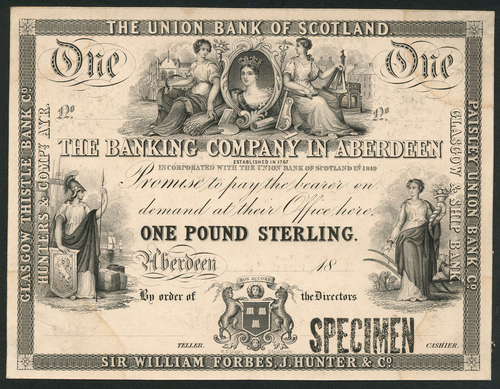 THE UNION BANK OF SCOTLAND.
One One
No. No.
THE BANKING COMPANY IN ABERDEEN
ESTABLISHED IN 1767
INCORPORATED WITH THE UNION BANK OF SCOTLAND IN 1849
Promise to pay the bearer on
demand at their Office here,
ONE POUND STERLING.
Aberdeen 18
BON ACCORD
By order of the Directors
SPECIMEN
TELLER. CASHIER.
SIR WILLIAM FORBES, J. HUNTER & Co.
GLASGOW THISTLE BANK Co.
HUNTERS & COMPY AYR.
PAISLEY UNION BANK Co.
GLASGOW & SHIP BANK